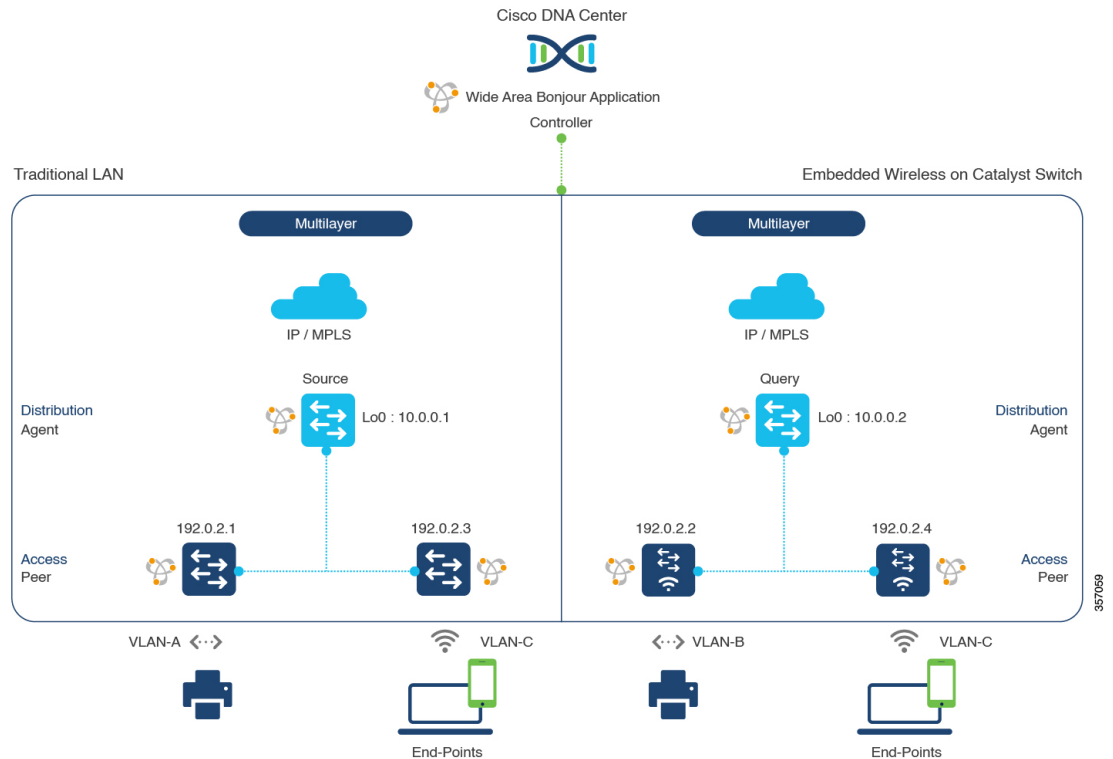 Cisco DNA Center
Wide Area Bonjour Application
Controller
Traditional LAN
Embedded Wireless on Catalyst Switch
Multilayer
Multilayer
IP / MPLS
IP / MPLS
Source
Query
Distribution
Agent
Lo0 : 10.0.0.1
Lo0 : 10.0.0.2
Distribution
Agent
192.0.2.1
192.0.2.3
192.0.2.2
192.0.2.4
Access
Peer
Access
Peer
357059
VLAN-A
VLAN-C
VLAN-B
VLAN-C
End-Points
End-Points